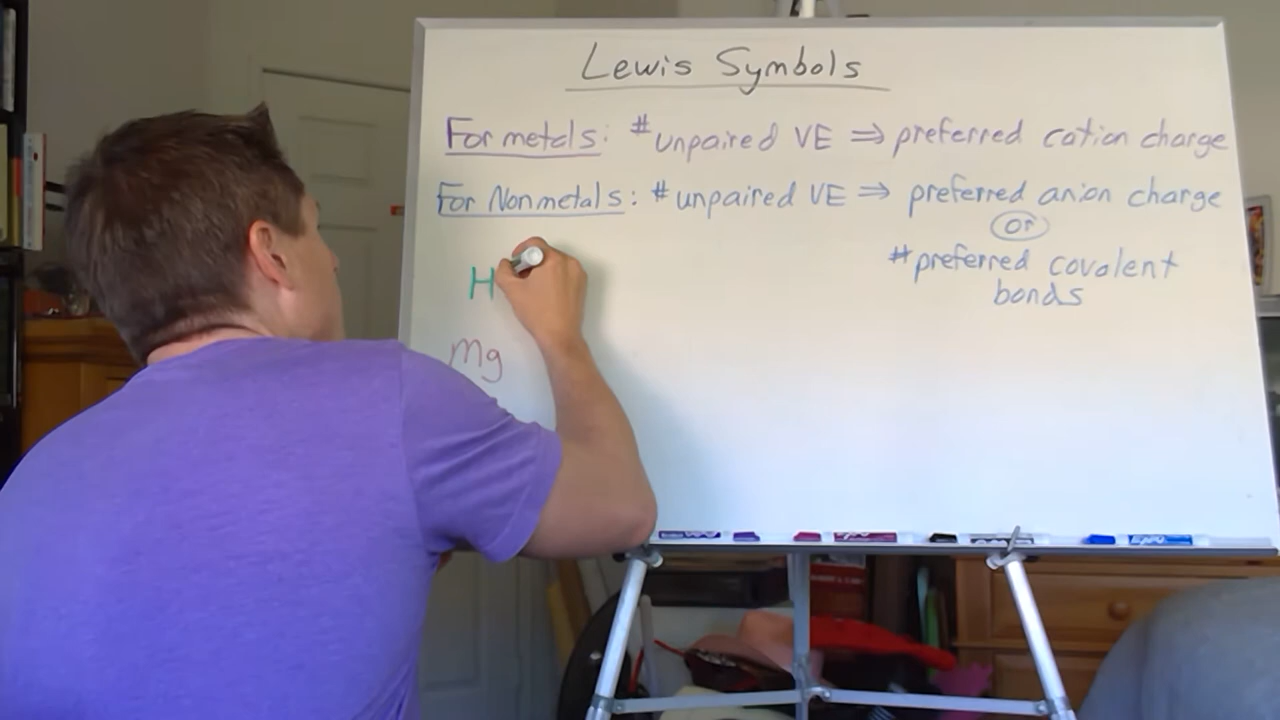 Lewis Symbols
For metals: # unpaired VE ⇒ preferred cation charge
For Nonmetals: # unpaired VE ⇒ preferred anion charge
or
# preferred covalent
bonds
H
Mg